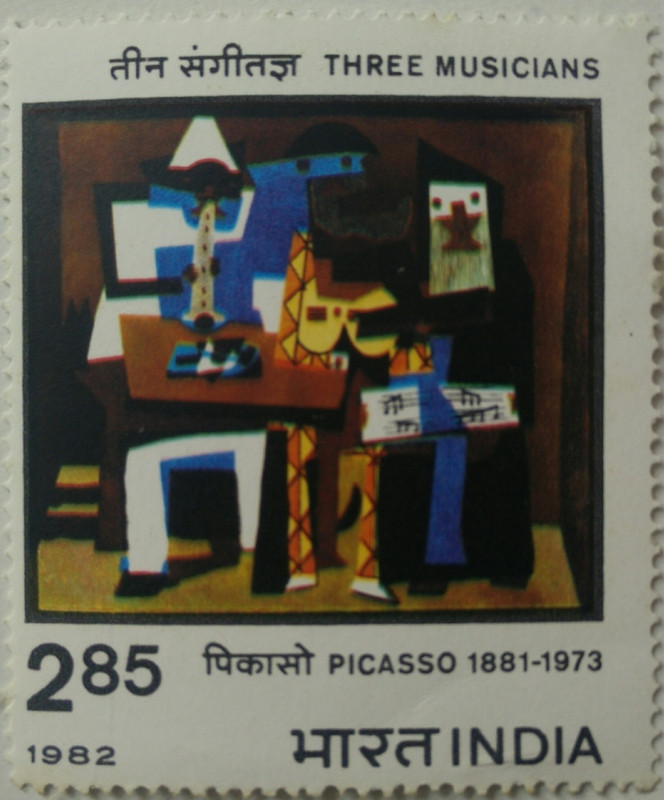 तीन संगीतज्ञ THREE MUSICIANS
2.85 पिकासो PICASSO 1881-1973
1982 भारत INDIA